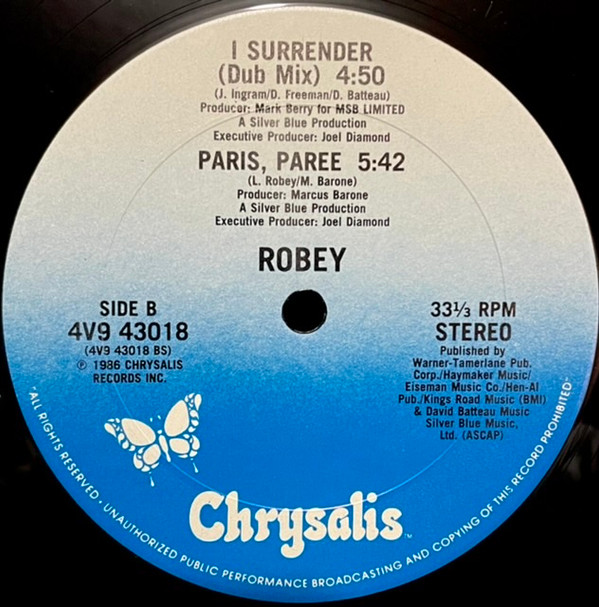 I SURRENDER
(Dub Mix) 4:50
(J. Ingram/D. Freeman/D. Batteau)
Producer: Mark Berry for MSB LIMITED
A Silver Blue Production
Executive Producer: Joel Diamond
PARIS, PAREE 5:42
(L. Robey/M. Barone)
Producer: Marcus Barone
A Silver Blue Production
Executive Producer: Joel Diamond
ROBEY
SIDE B
4V9 43018
(4V9 43018 BS)
℗ 1986 CHRYSALIS
RECORDS INC.
33⅓ RPM
STEREO
Published by
Warner-Tamerlane Pub.
Corp./Haymaker Music/
Eiseman Music Co./Hen-Al
Pub./Kings Road Music (BMI)
& David Batteau Music
Silver Blue Music,
Ltd. (ASCAP)
Chrysalis™
"ALL RIGHTS RESERVED • UNAUTHORIZED PUBLIC PERFORMANCE BROADCASTING AND COPYING OF THIS RECORD PROHIBITED"